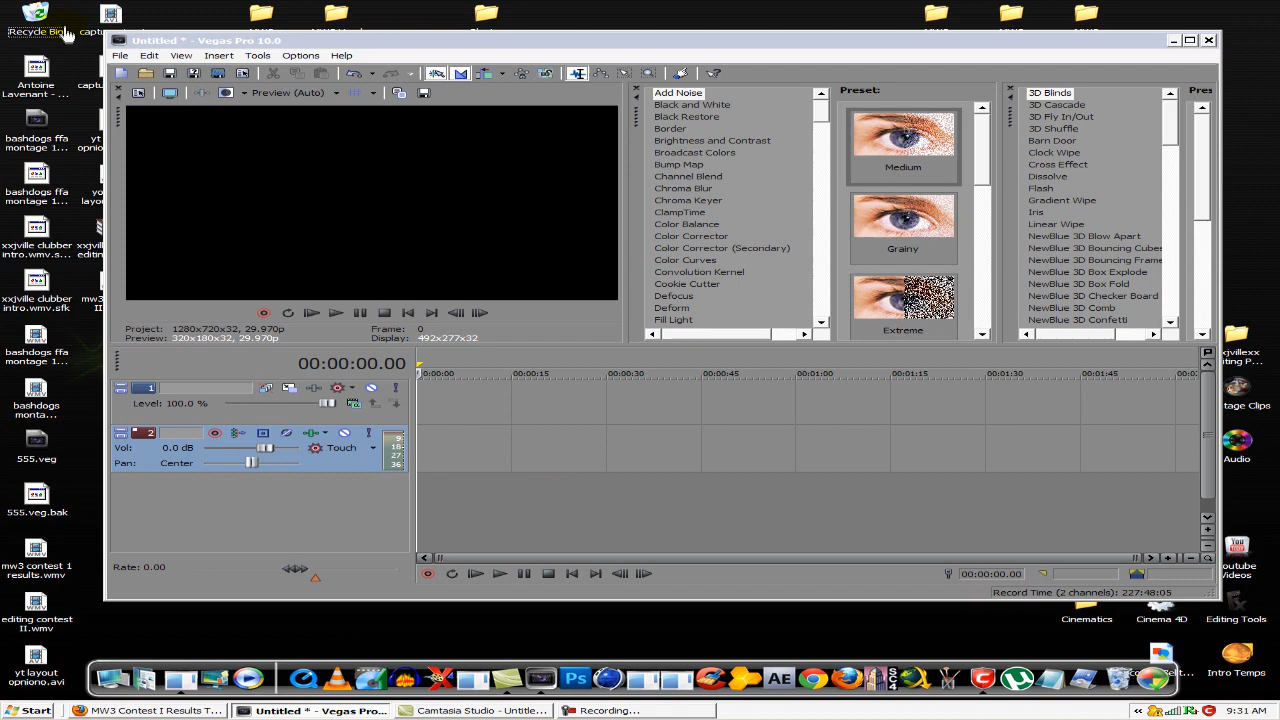 Recycle Bin
Antoine
Lavenant - ...
bashdogs ffa
montage 1...
bashdogs ffa
montage 1...
xxjville clubber
intro.wmv.s...
xxjville clubber
intro.wmv.sfk
bashdogs ffa
montage 1...
bashdogs
monta...
555.veg
555.veg.bak
mw3 contest 1
results.wmv
editing contest
II.wmv
yt layout
opniono.avi
Untitled * - Vegas Pro 10.0
File Edit View Insert Tools Options Help
Preview (Auto)
Project: 1280x720x32, 29.970p
Preview: 320x180x32, 29.970p
Frame: 0
Display: 492x277x32
Add Noise
Black and White
Black Restore
Border
Brightness and Contrast
Broadcast Colors
Bump Map
Channel Blend
Chroma Blur
Chroma Keyer
ClampTime
Color Balance
Color Corrector
Color Corrector (Secondary)
Color Curves
Convolution Kernel
Cookie Cutter
Defocus
Deform
Fill Light
Preset:
Medium
Grainy
Extreme
3D Blinds
3D Cascade
3D Fly In/Out
3D Shuffle
Barn Door
Clock Wipe
Cross Effect
Dissolve
Flash
Gradient Wipe
Iris
Linear Wipe
NewBlue 3D Blow Apart
NewBlue 3D Bouncing Cubes
NewBlue 3D Bouncing Frame
NewBlue 3D Box Explode
NewBlue 3D Box Fold
NewBlue 3D Checker Board
NewBlue 3D Comb
NewBlue 3D Confetti
Pres
00:00:00.00
0:00:00 00:00:15 00:00:30 00:00:45 00:01:00 00:01:15 00:01:30 00:01:45
1
Level: 100.0 %
2
Vol: 0.0 dB Touch
Pan: Center
9
18
27
36
Rate: 0.00
00:00:00.00
Record Time (2 channels): 227:48:05
Audio
Cinematics
Cinema 4D
Editing Tools
Intro Temp
Ps
AE
Start
MW3 Contest I Results T...
Untitled * - Vegas Pro...
Camtasia Studio - Untitle...
Recording...
9:31 AM